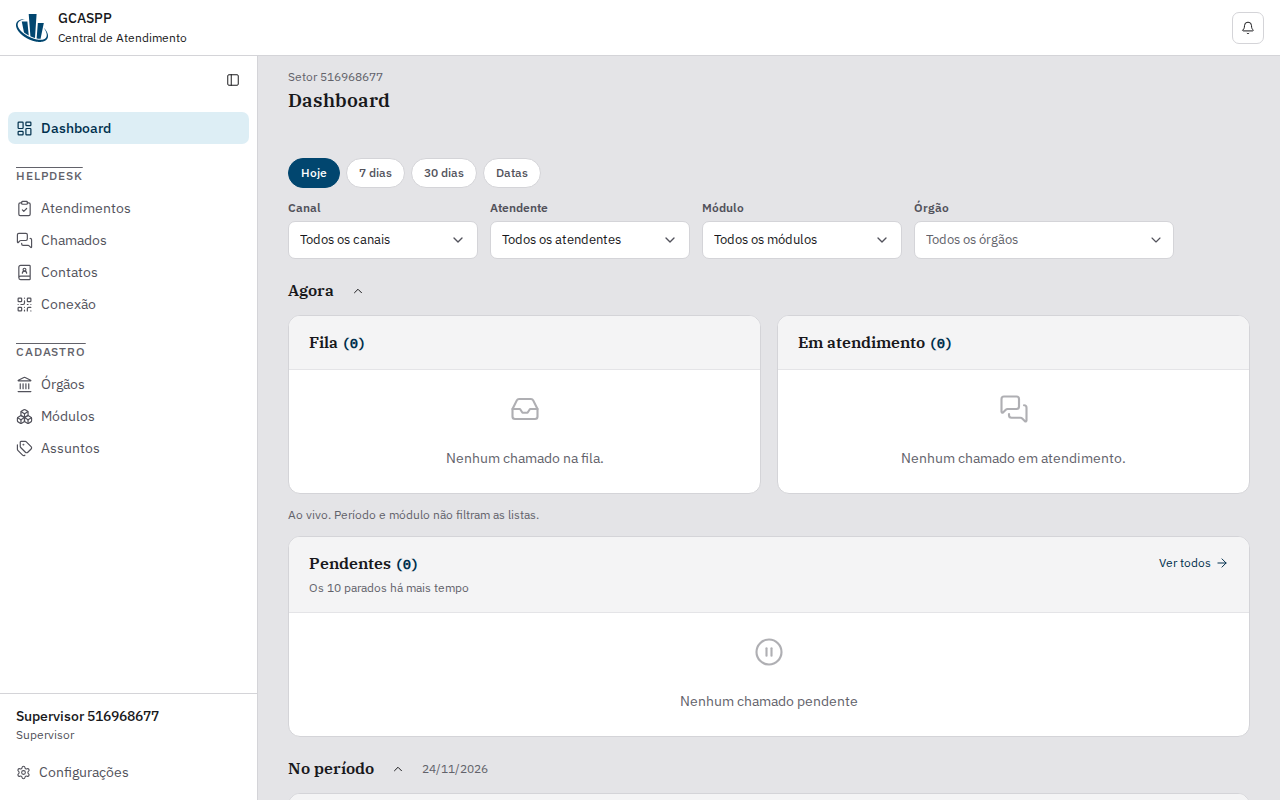 GCASPP
Central de Atendimento
Dashboard
HELPDESK
Atendimentos
Chamados
Contatos
Conexão
CADASTRO
Órgãos
Módulos
Assuntos
Supervisor 516968677
Supervisor
Configurações
Setor 516968677
Dashboard
Hoje
7 dias
30 dias
Datas
Canal
Atendente
Módulo
Órgão
Todos os canais
Todos os atendentes
Todos os módulos
Todos os órgãos
Agora
Fila (0)
Nenhum chamado na fila.
Em atendimento (0)
Nenhum chamado em atendimento.
Ao vivo. Período e módulo não filtram as listas.
Pendentes (0)
Os 10 parados há mais tempo
Ver todos
Nenhum chamado pendente
No período
24/11/2026